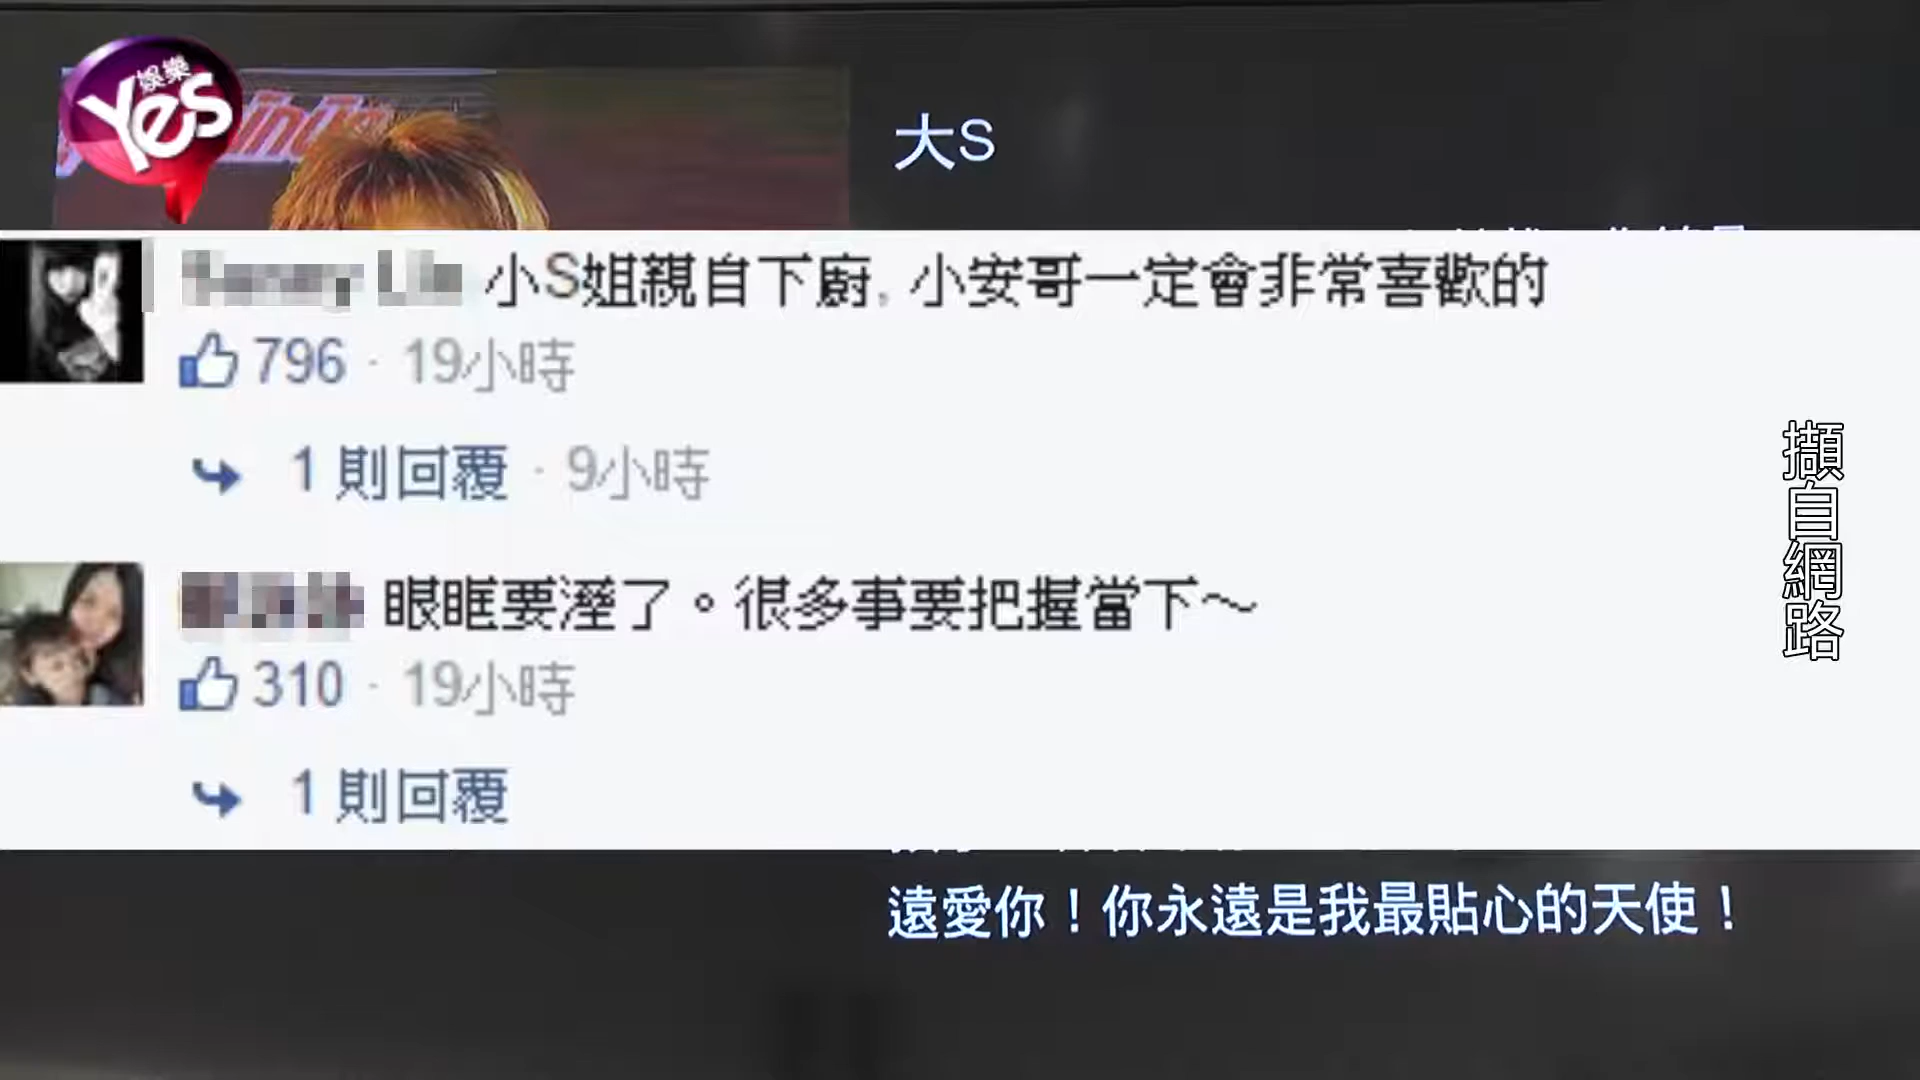 娛樂
Yes
大S
小S姐親自下廚, 小安哥一定會非常喜歡的
796 · 19小時
1 則回覆 · 9小時
眼眶要溼了。很多事要把握當下～
310 · 19小時
1 則回覆
擷自網路
遠愛你！你永遠是我最貼心的天使！